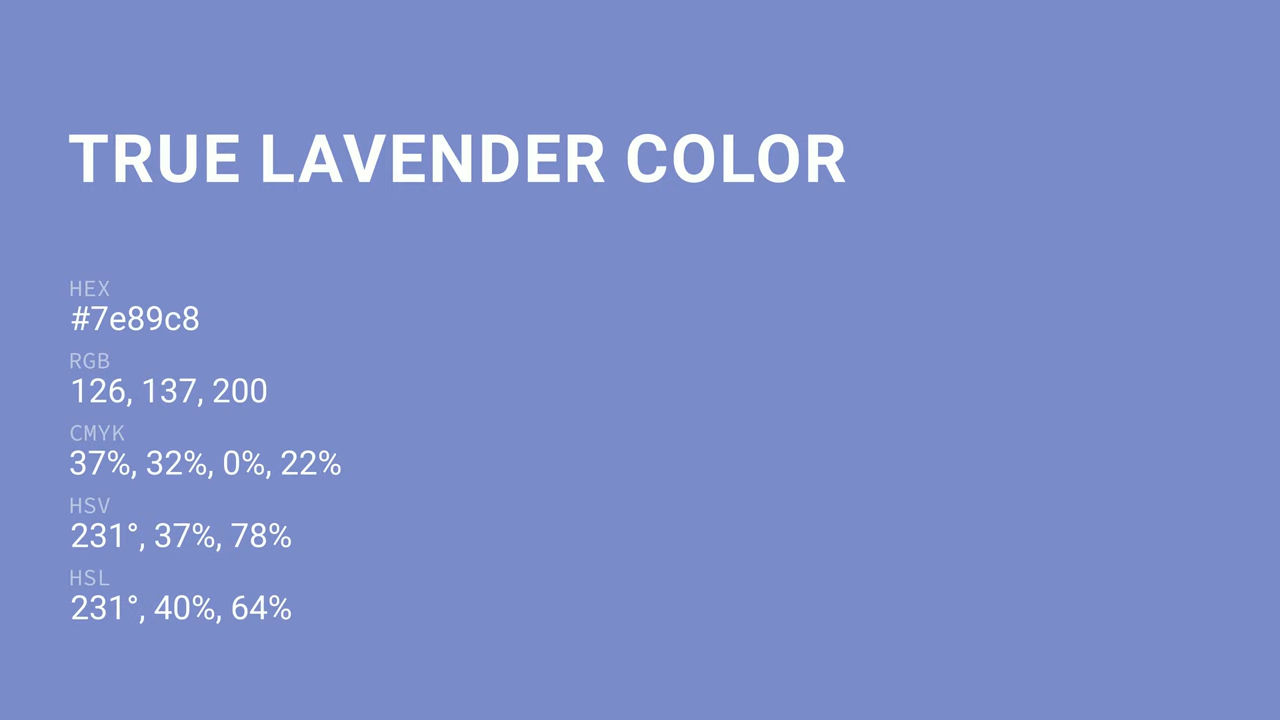 TRUE LAVENDER COLOR
HEX
#7e89c8
RGB
126, 137, 200
CMYK
37%, 32%, 0%, 22%
HSV
231°, 37%, 78%
HSL
231°, 40%, 64%